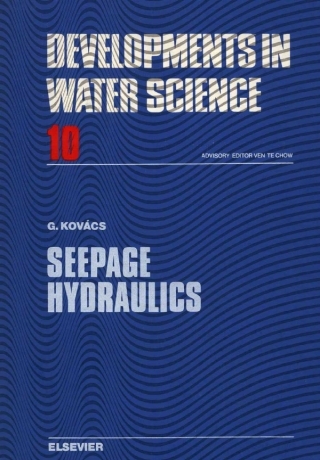 DEVELOPMENTS IN
WATER SCIENCE
10
ADVISORY EDITOR VEN TE CHOW
G. KOVÁCS
SEEPAGE
HYDRAULICS
ELSEVIER